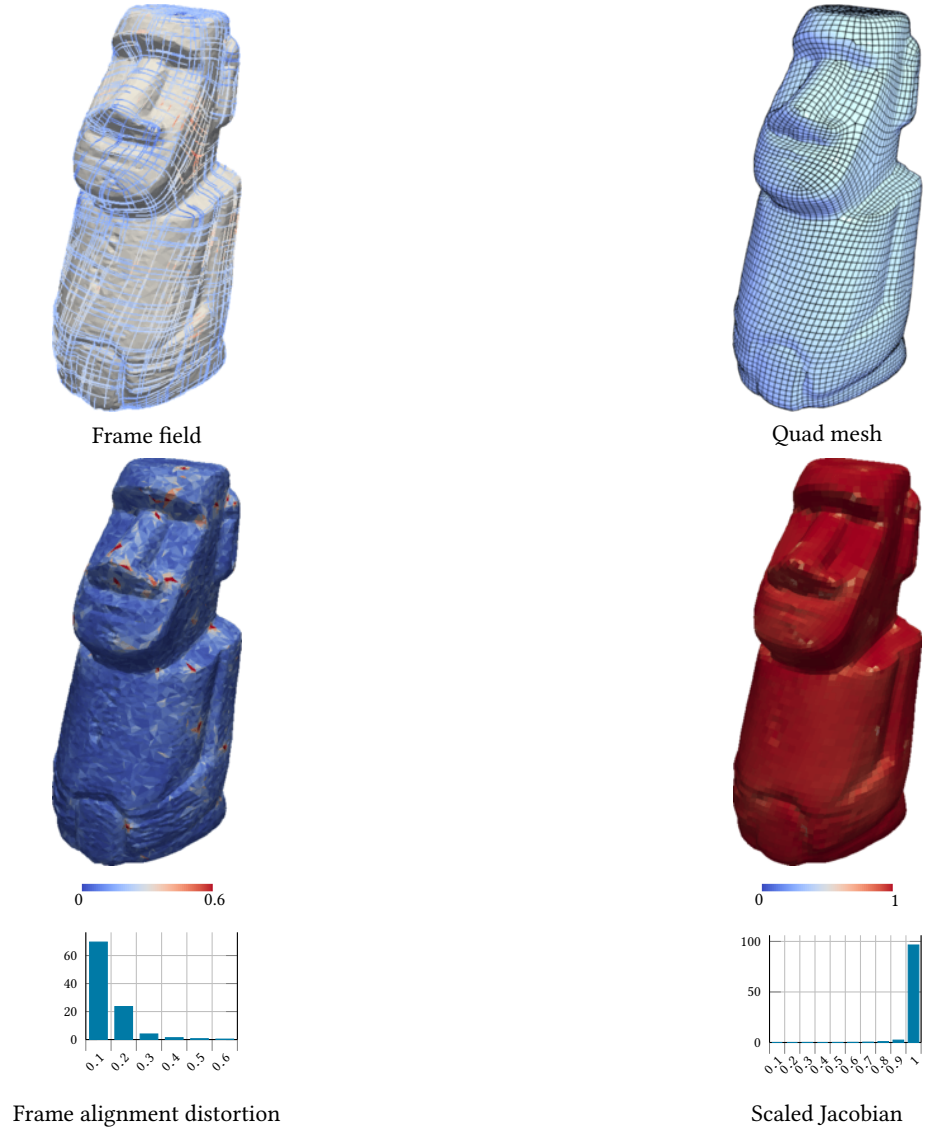 Frame field
Quad mesh
0
0.6
0
1
60
40
20
0
0.1 0.2 0.3 0.4 0.5 0.6
100
50
0
0.1 0.2 0.3 0.4 0.5 0.6 0.7 0.8 0.9 1
Frame alignment distortion
Scaled Jacobian